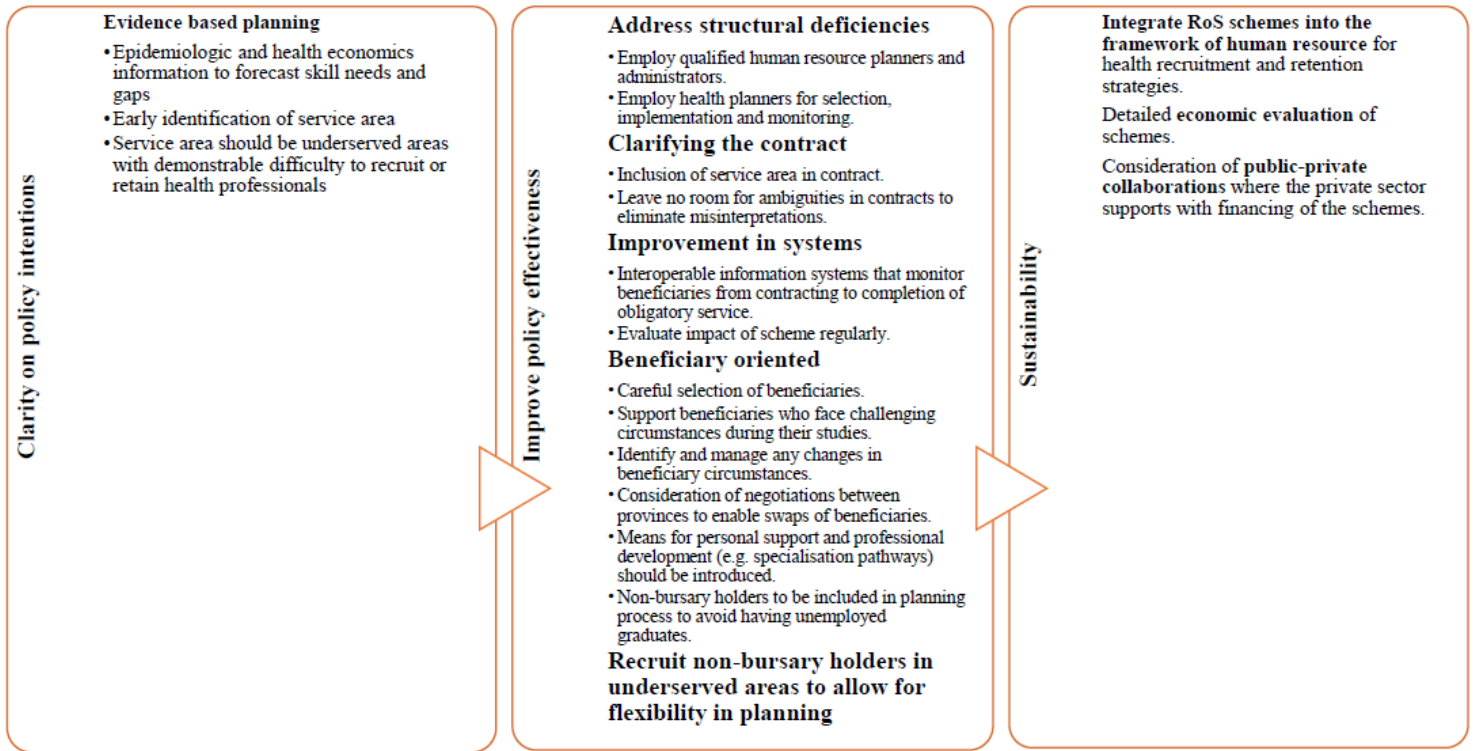 Clarity on policy intentions
Evidence based planning
•Epidemiologic and health economics
information to forecast skill needs and
gaps
•Early identification of service area
•Service area should be underserved areas
with demonstrable difficulty to recruit or
retain health professionals
Improve policy effectiveness
Address structural deficiencies
•Employ qualified human resource planners and
administrators.
•Employ health planners for selection,
implementation and monitoring.
Clarifying the contract
•Inclusion of service area in contract.
•Leave no room for ambiguities in contracts to
eliminate misinterpretations.
Improvement in systems
•Interoperable information systems that monitor
beneficiaries from contracting to completion of
obligatory service.
•Evaluate impact of scheme regularly.
Beneficiary oriented
•Careful selection of beneficiaries.
•Support beneficiaries who face challenging
circumstances during their studies.
•Identify and manage any changes in
beneficiary circumstances.
•Consideration of negotiations between
provinces to enable swaps of beneficiaries.
•Means for personal support and professional
development (e.g. specialisation pathways)
should be introduced.
•Non-bursary holders to be included in planning
process to avoid having unemployed
graduates.
Recruit non-bursary holders in
underserved areas to allow for
flexibility in planning
Sustainability
Integrate RoS schemes into the
framework of human resource for
health recruitment and retention
strategies.
Detailed economic evaluation of
schemes.
Consideration of public-private
collaborations where the private sector
supports with financing of the schemes.